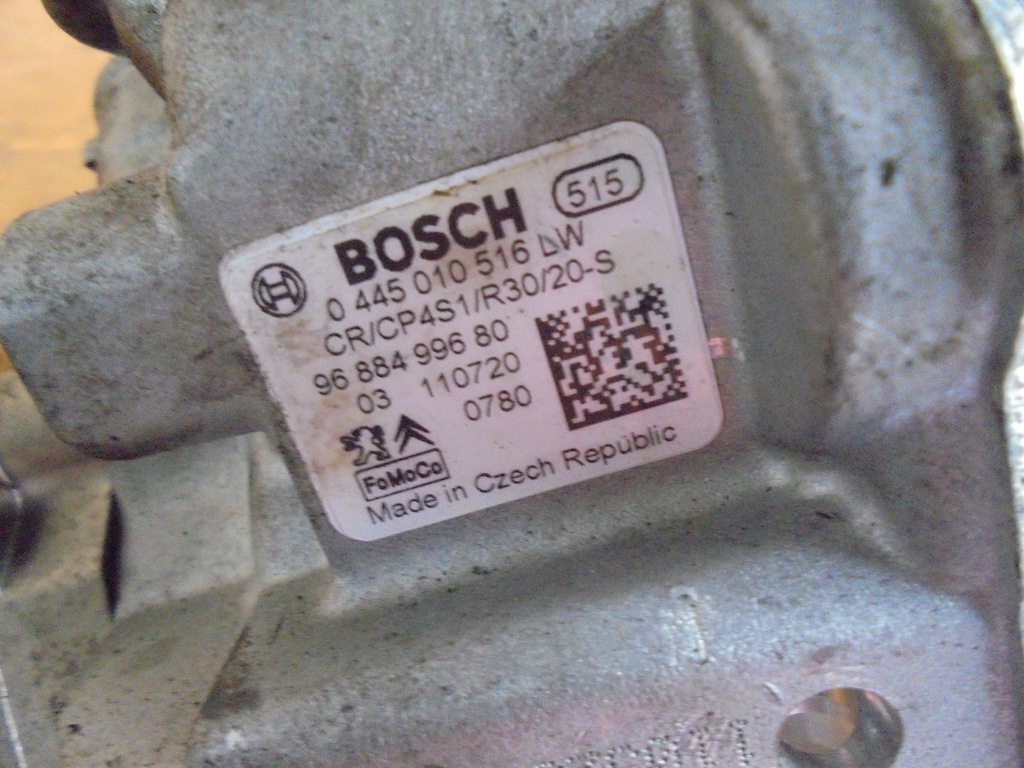 BOSCH 515
0 445 010 516 LW
CR/CP4S1/R30/20-S
96 884 996 80
03 110720
0780
FoMoCo
Made in Czech Republic